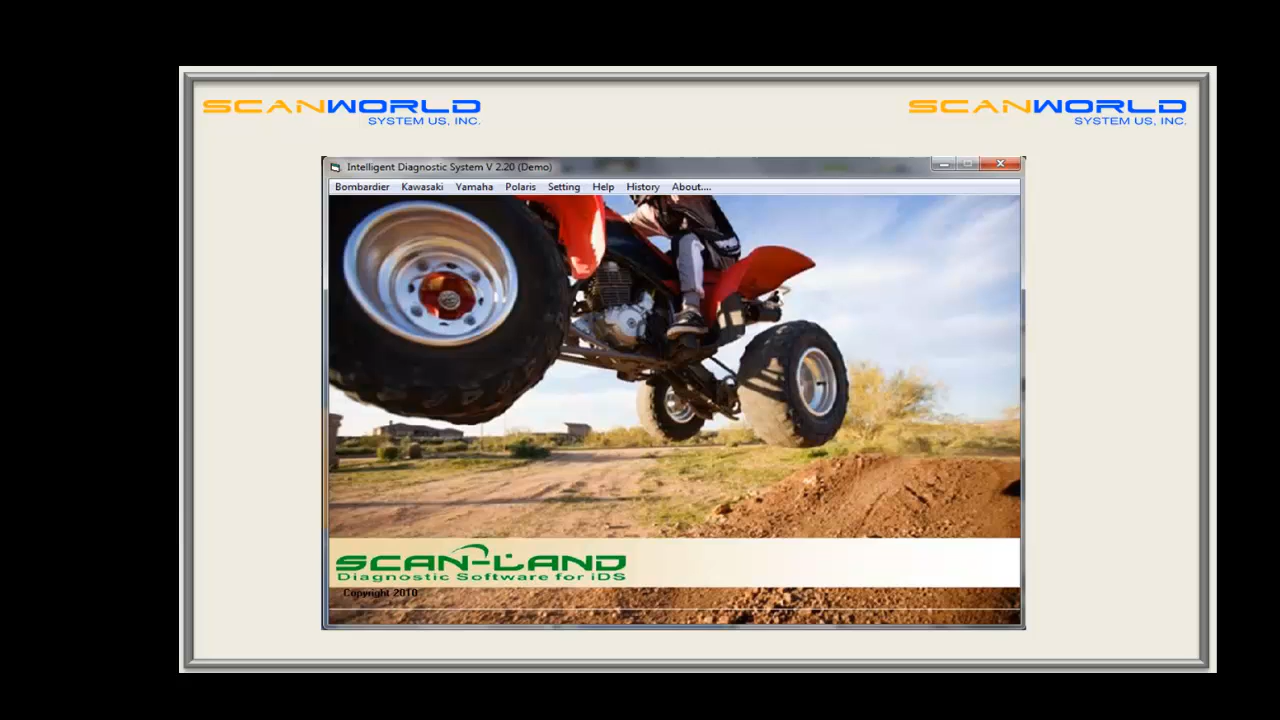 SCANWORLD
SYSTEM US, INC.
SCANWORLD
SYSTEM US, INC.
Intelligent Diagnostic System V 2.20 (Demo)
Bombardier Kawasaki Yamaha Polaris Setting Help History About....
SCAN-LAND
Diagnostic Software for iDS
Copyright 2010